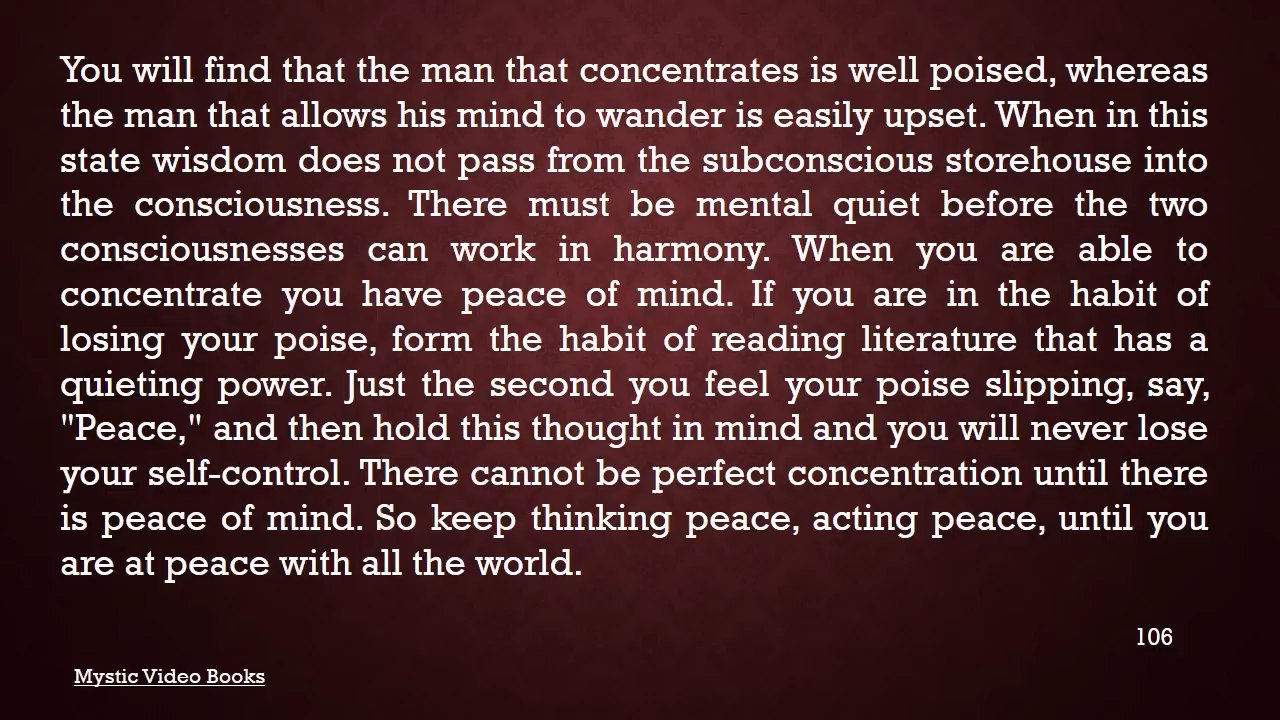 You will find that the man that concentrates is well poised, whereas
the man that allows his mind to wander is easily upset. When in this
state wisdom does not pass from the subconscious storehouse into
the consciousness. There must be mental quiet before the two
consciousnesses can work in harmony. When you are able to
concentrate you have peace of mind. If you are in the habit of
losing your poise, form the habit of reading literature that has a
quieting power. Just the second you feel your poise slipping, say,
"Peace," and then hold this thought in mind and you will never lose
your self-control. There cannot be perfect concentration until there
is peace of mind. So keep thinking peace, acting peace, until you
are at peace with all the world.
106
Mystic Video Books